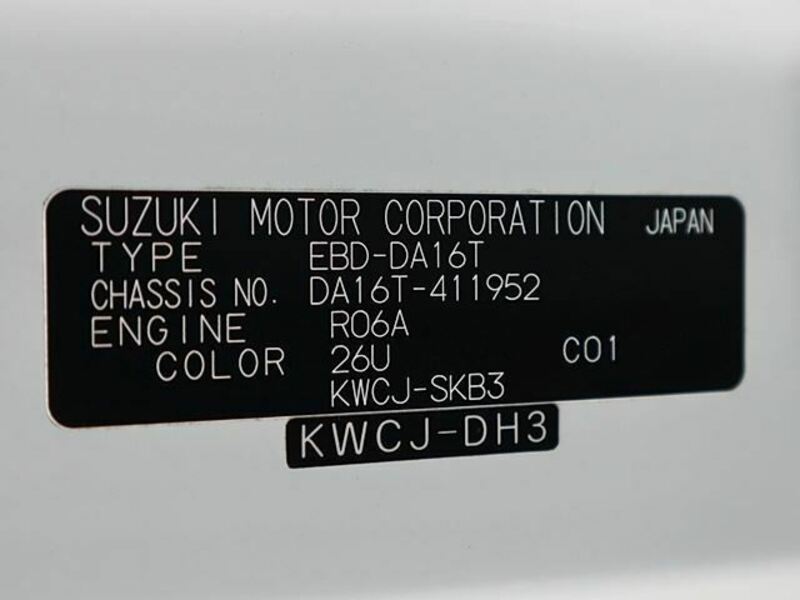 SUZUKI MOTOR CORPORATION JAPAN
TYPE EBD-DA16T
CHASSIS NO. DA16T-411952
ENGINE R06A
COLOR 26U C01
KWCJ-SKB3
KWCJ-DH3